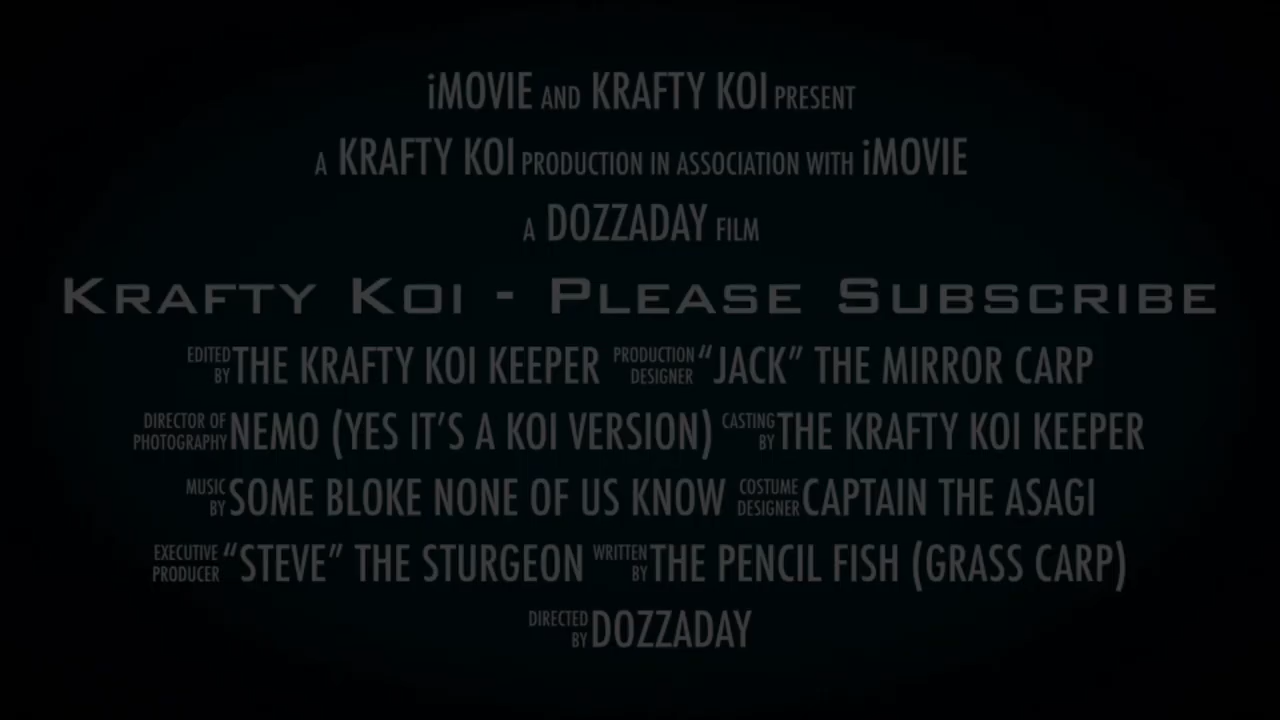 iMOVIE AND KRAFTY KOI PRESENT
A KRAFTY KOI PRODUCTION IN ASSOCIATION WITH iMOVIE
A DOZZADAY FILM
KRAFTY KOI - PLEASE SUBSCRIBE
EDITED BY THE KRAFTY KOI KEEPER PRODUCTION DESIGNER “JACK” THE MIRROR CARP
DIRECTOR OF PHOTOGRAPHY NEMO (YES IT’S A KOI VERSION) CASTING BY THE KRAFTY KOI KEEPER
MUSIC BY SOME BLOKE NONE OF US KNOW COSTUME DESIGNER CAPTAIN THE ASAGI
EXECUTIVE PRODUCER “STEVE” THE STURGEON WRITTEN BY THE PENCIL FISH (GRASS CARP)
DIRECTED BY DOZZADAY